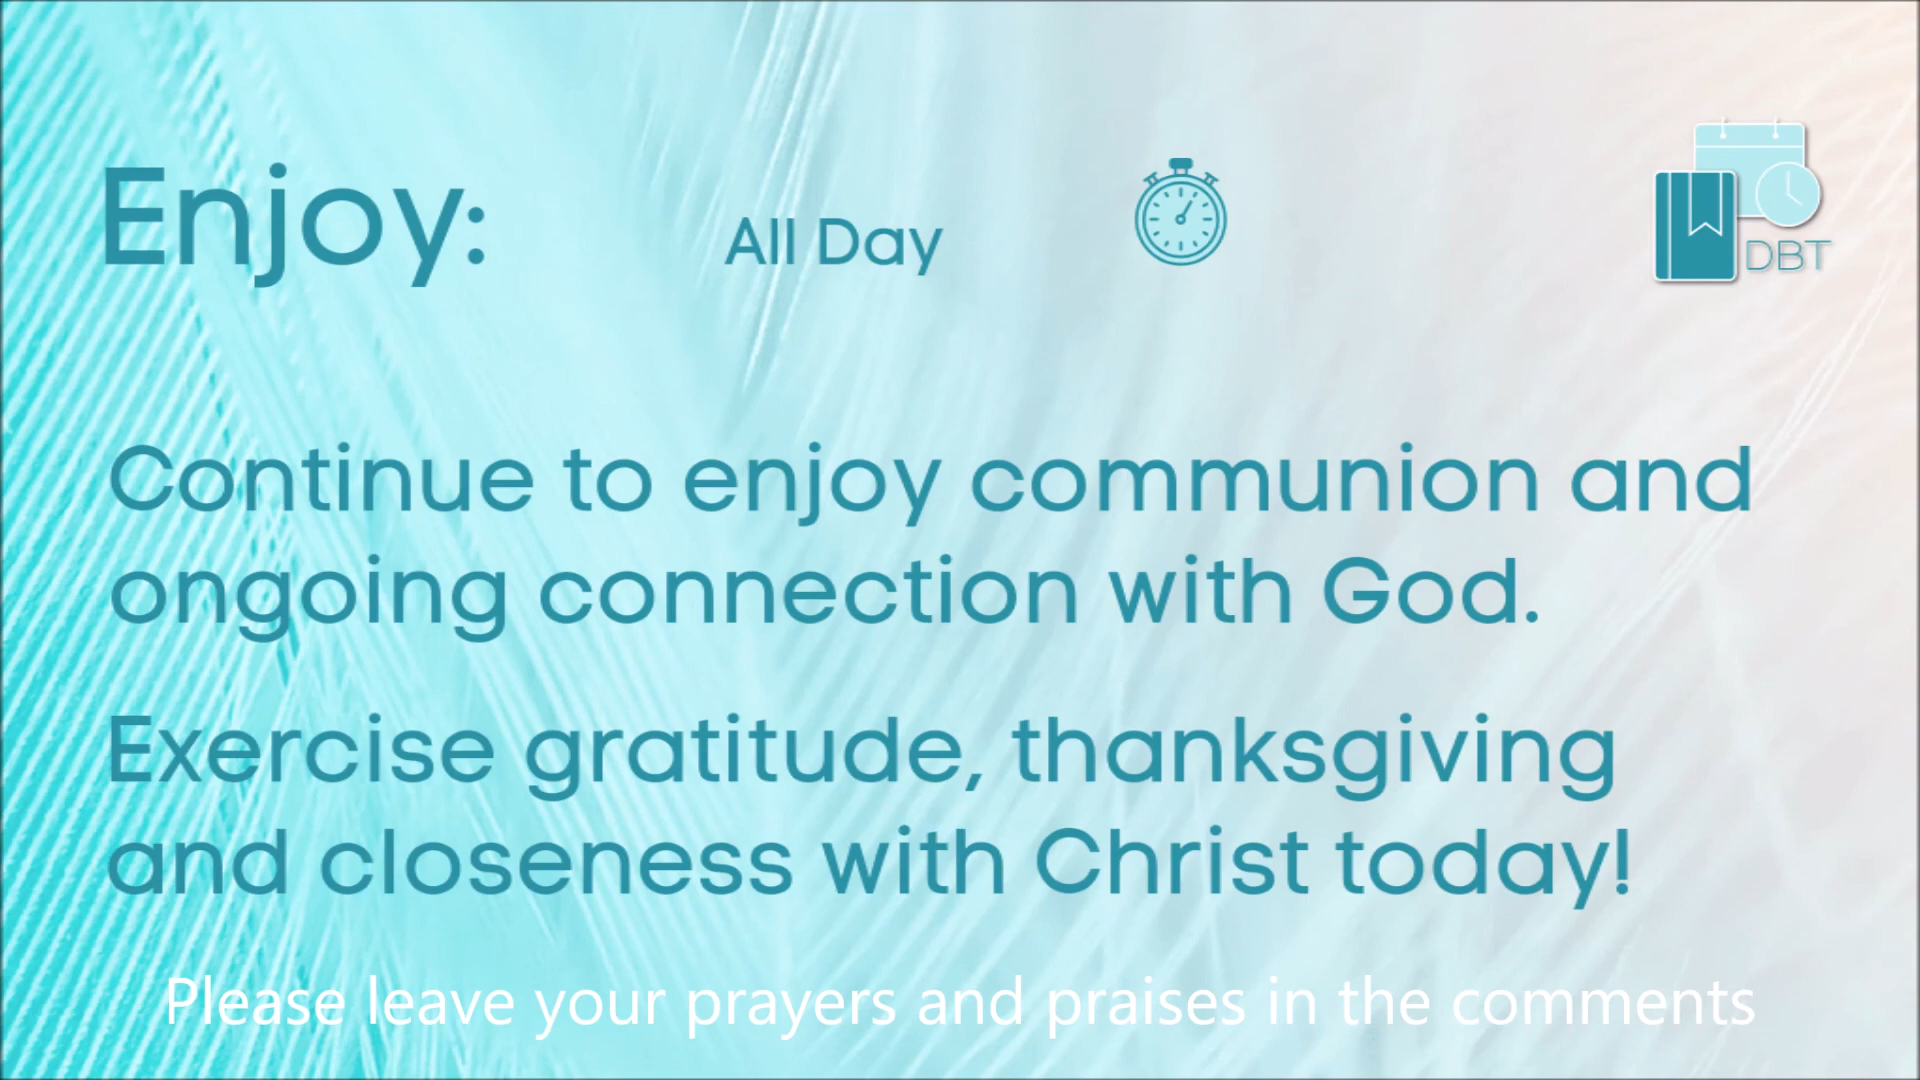 Enjoy:
All Day
DBT
Continue to enjoy communion and
ongoing connection with God.
Exercise gratitude, thanksgiving
and closeness with Christ today!
Please leave your prayers and praises in the comments